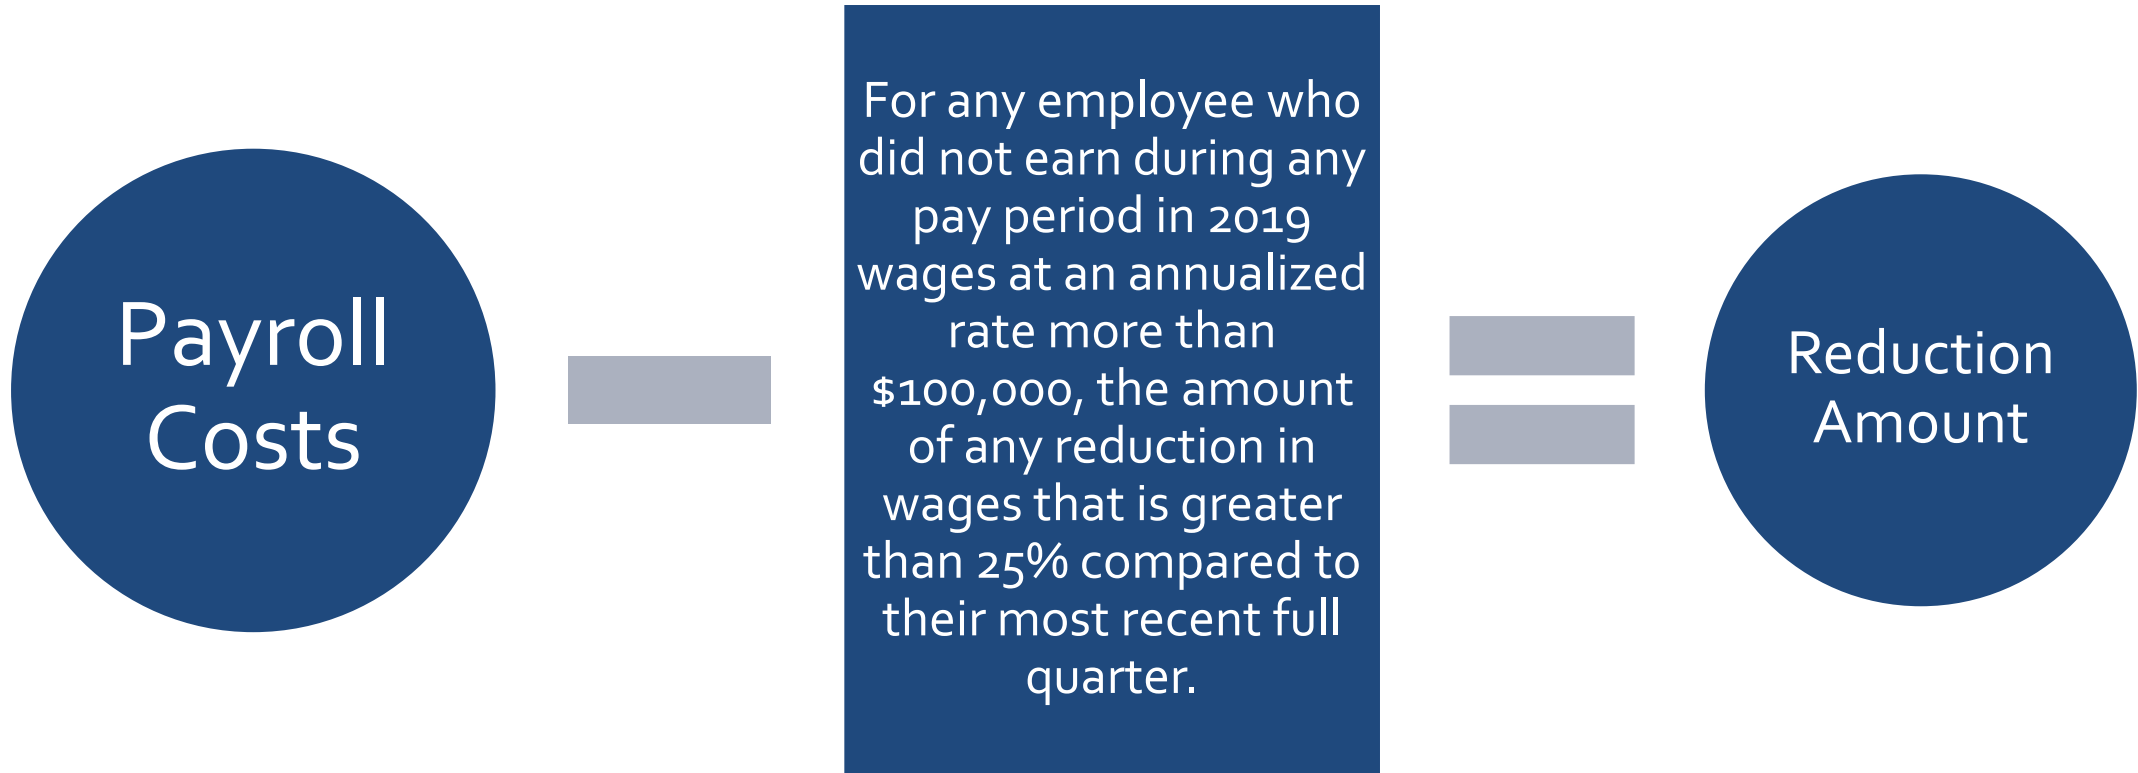 Payroll
Costs
For any employee who
did not earn during any
pay period in 2019
wages at an annualized
rate more than
$100,000, the amount
of any reduction in
wages that is greater
than 25% compared to
their most recent full
quarter.
Reduction
Amount